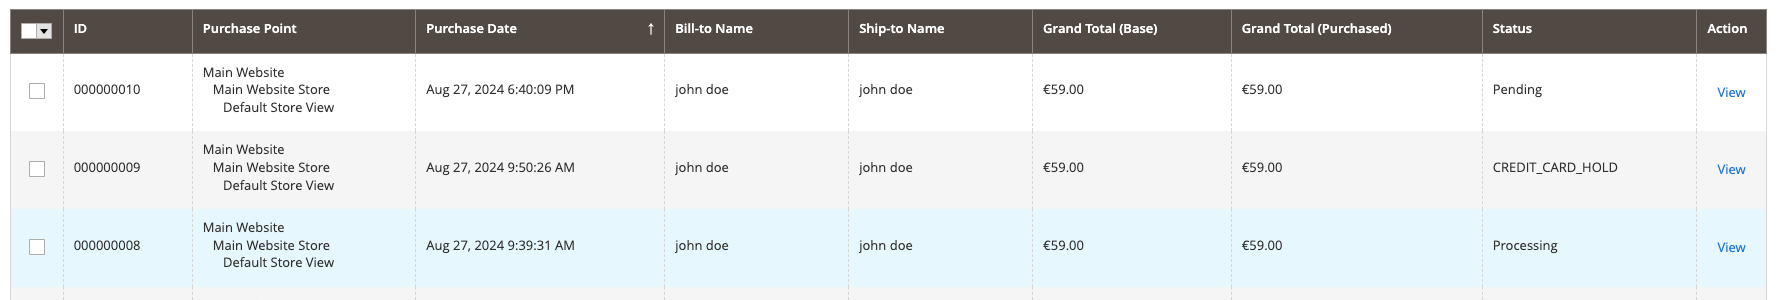 ID Purchase Point Purchase Date ↑ Bill-to Name Ship-to Name Grand Total (Base) Grand Total (Purchased) Status Action
Main Website
000000010 Main Website Store Aug 27, 2024 6:40:09 PM john doe john doe €59.00 €59.00 Pending View
Default Store View
Main Website
000000009 Main Website Store Aug 27, 2024 9:50:26 AM john doe john doe €59.00 €59.00 CREDIT_CARD_HOLD View
Default Store View
Main Website
000000008 Main Website Store Aug 27, 2024 9:39:31 AM john doe john doe €59.00 €59.00 Processing View
Default Store View